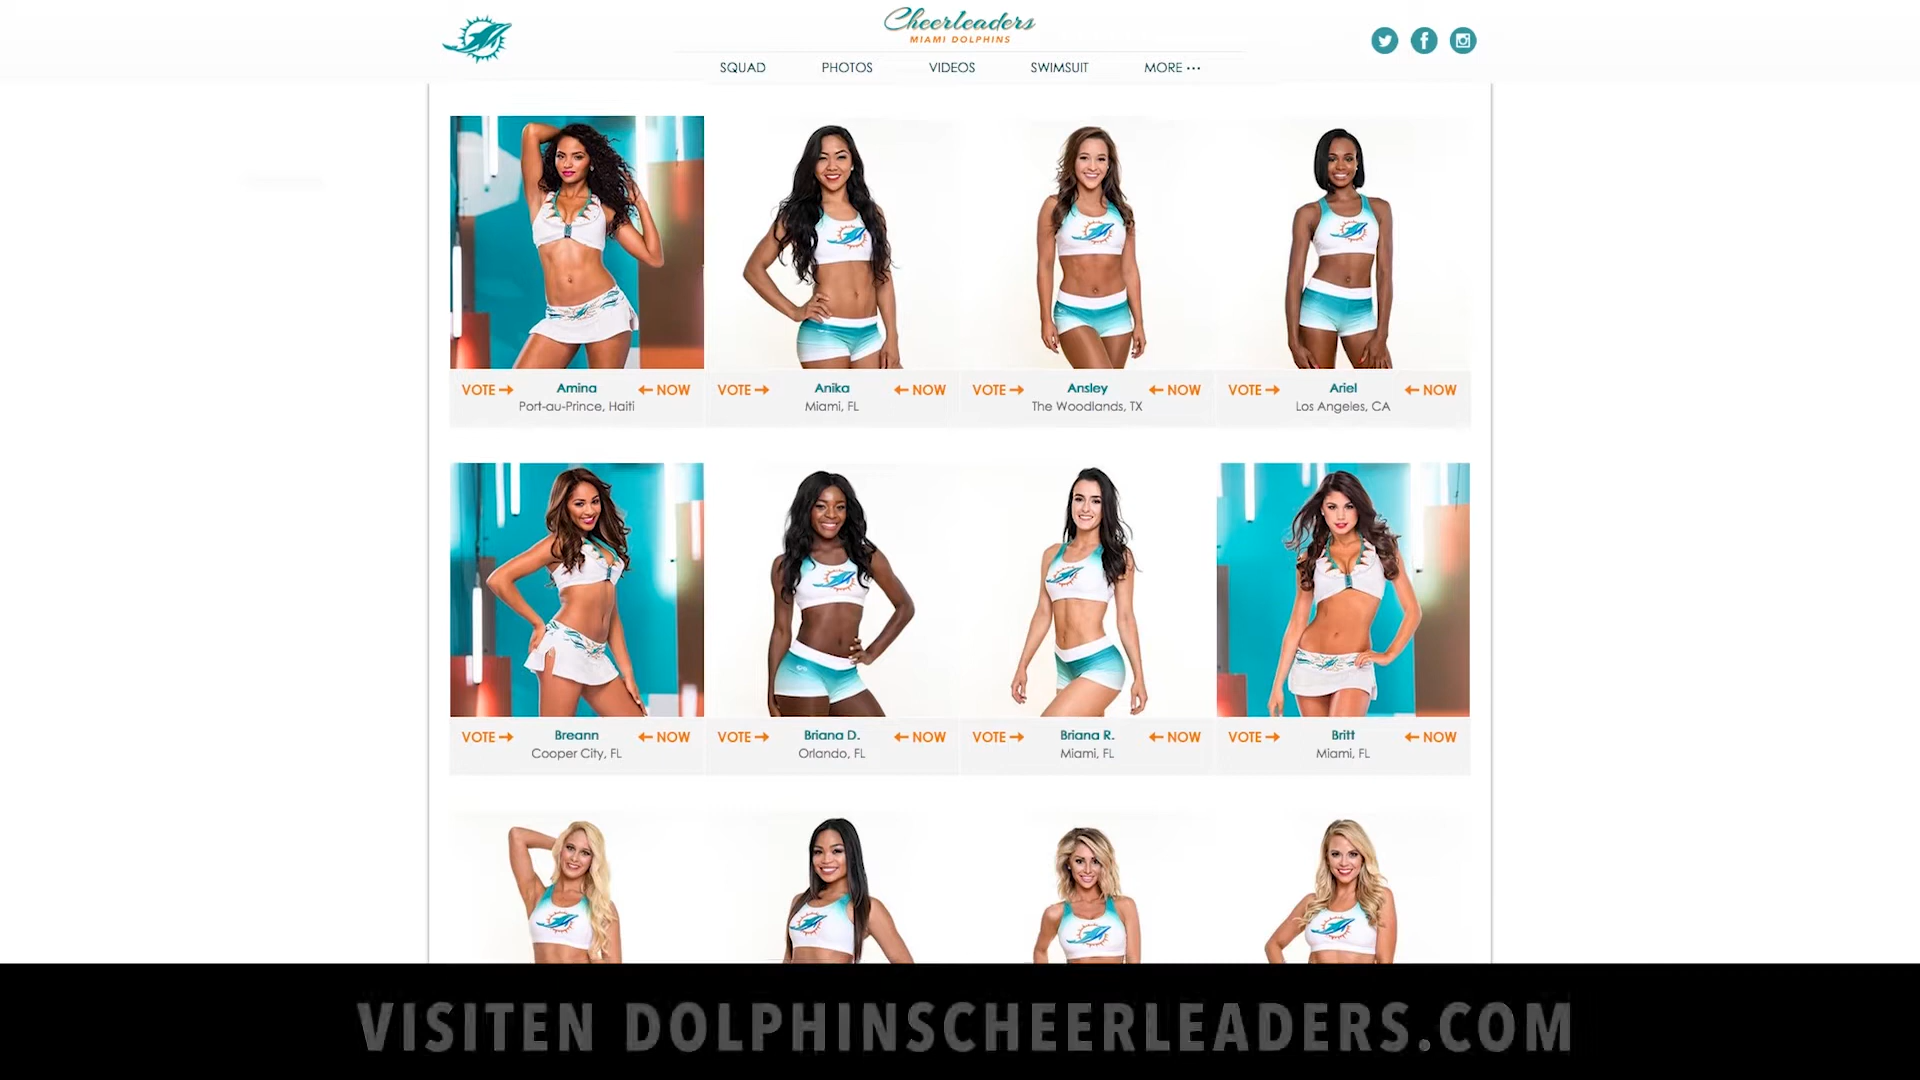 Cheerleaders
MIAMI DOLPHINS
SQUAD PHOTOS VIDEOS SWIMSUIT MORE ···
VOTE → Amina ← NOW
Port-au-Prince, Haiti
VOTE → Anika ← NOW
Miami, FL
VOTE → Ansley ← NOW
The Woodlands, TX
VOTE → Ariel ← NOW
Los Angeles, CA
VOTE → Breann ← NOW
Cooper City, FL
VOTE → Briana D. ← NOW
Orlando, FL
VOTE → Briana R. ← NOW
Miami, FL
VOTE → Britt ← NOW
Miami, FL
VISITEN DOLPHINSCHEERLEADERS.COM